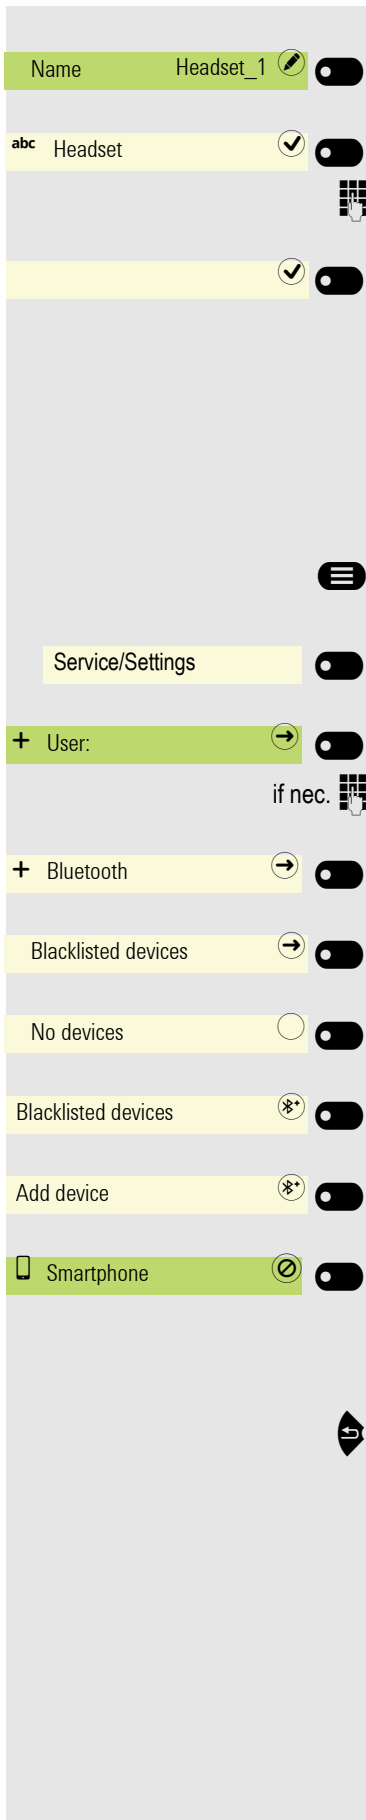 Name Headset_1
abc Headset
Service/Settings
+ User:
if nec.
+ Bluetooth
Blacklisted devices
No devices
Blacklisted devices
Add device
Smartphone